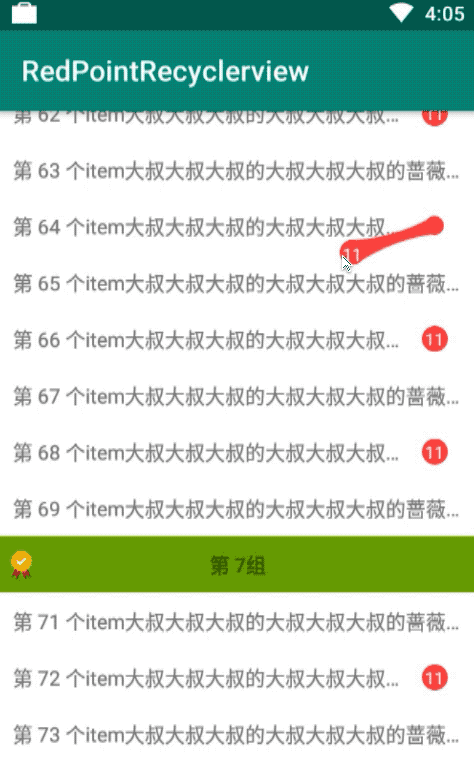 4:05
RedPointRecyclerview
第 62 个item大叔大叔大叔的大叔大叔大叔... 11
第 63 个item大叔大叔大叔的大叔大叔大叔的蔷薇...
第 64 个item大叔大叔大叔的大叔大叔大叔...
11
第 65 个item大叔大叔大叔的大叔大叔大叔的蔷薇...
第 66 个item大叔大叔大叔的大叔大叔大叔... 11
第 67 个item大叔大叔大叔的大叔大叔大叔的蔷薇...
第 68 个item大叔大叔大叔的大叔大叔大叔... 11
第 69 个item大叔大叔大叔的大叔大叔大叔的蔷薇...
第 7组
第 71 个item大叔大叔大叔的大叔大叔大叔的蔷薇...
第 72 个item大叔大叔大叔的大叔大叔大叔... 11
第 73 个item大叔大叔大叔的大叔大叔大叔的蔷薇...